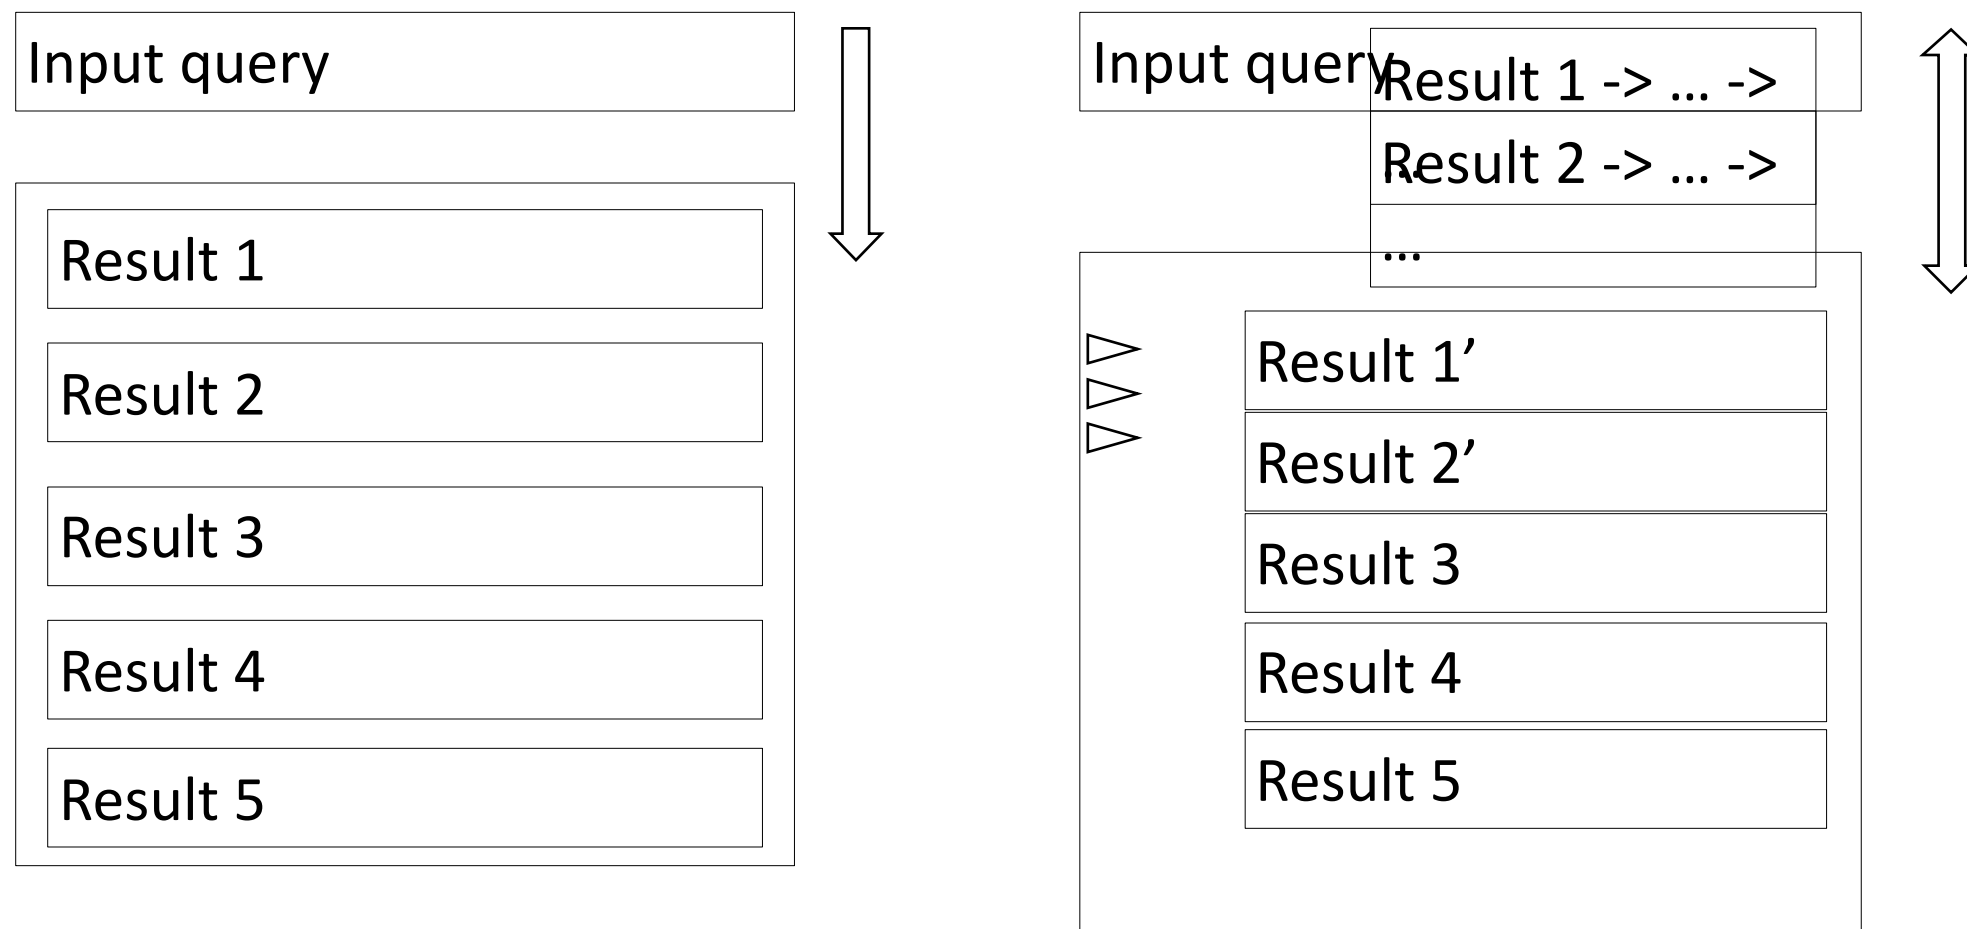 Input query
Result 1
Result 2
Result 3
Result 4
Result 5
Input query
Result 1 -> ... ->
...
Result 2 -> ... ->
...
Result 1’
Result 2’
Result 3
Result 4
Result 5